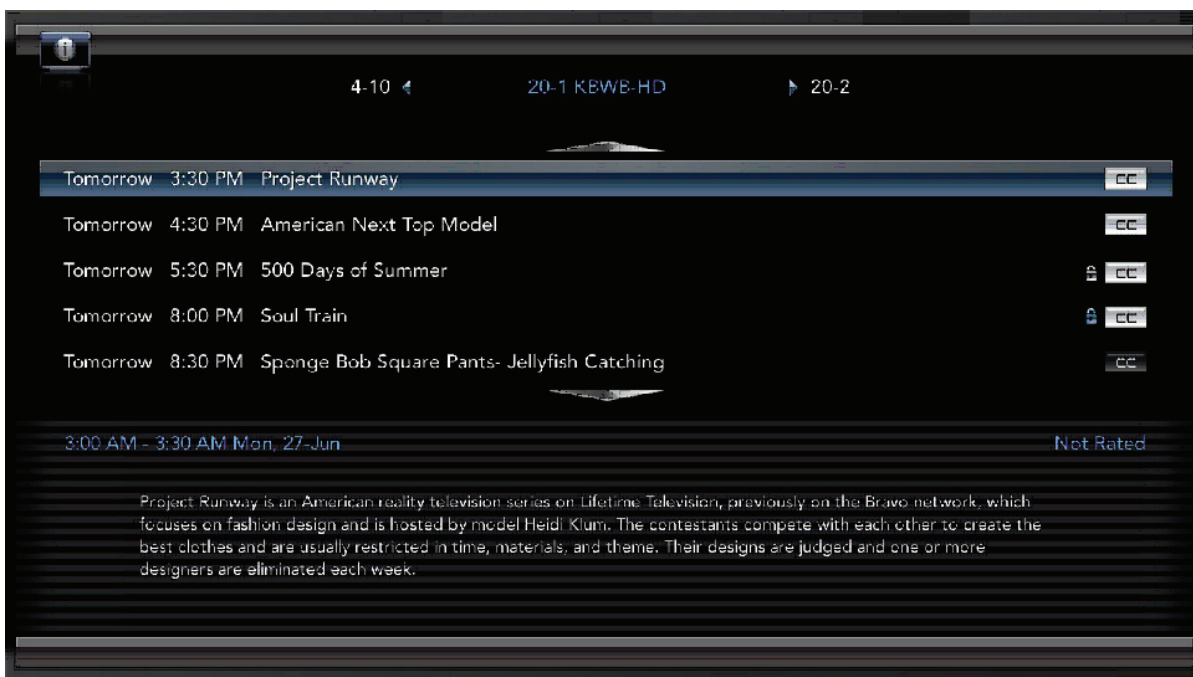 4-10 20-1 KBWB-HD 20-2
Tomorrow 3:30 PM Project Runway CC
Tomorrow 4:30 PM American Next Top Model CC
Tomorrow 5:30 PM 500 Days of Summer CC
Tomorrow 8:00 PM Soul Train CC
Tomorrow 8:30 PM Sponge Bob Square Pants- Jellyfish Catching CC
3:00 AM - 3:30 AM Mon, 27-Jun Not Rated
Project Runway is an American reality television series on Lifetime Television, previously on the Bravo network, which
focuses on fashion design and is hosted by model Heidi Klum. The contestants compete with each other to create the
best clothes and are usually restricted in time, materials, and theme. Their designs are judged and one or more
designers are eliminated each week.